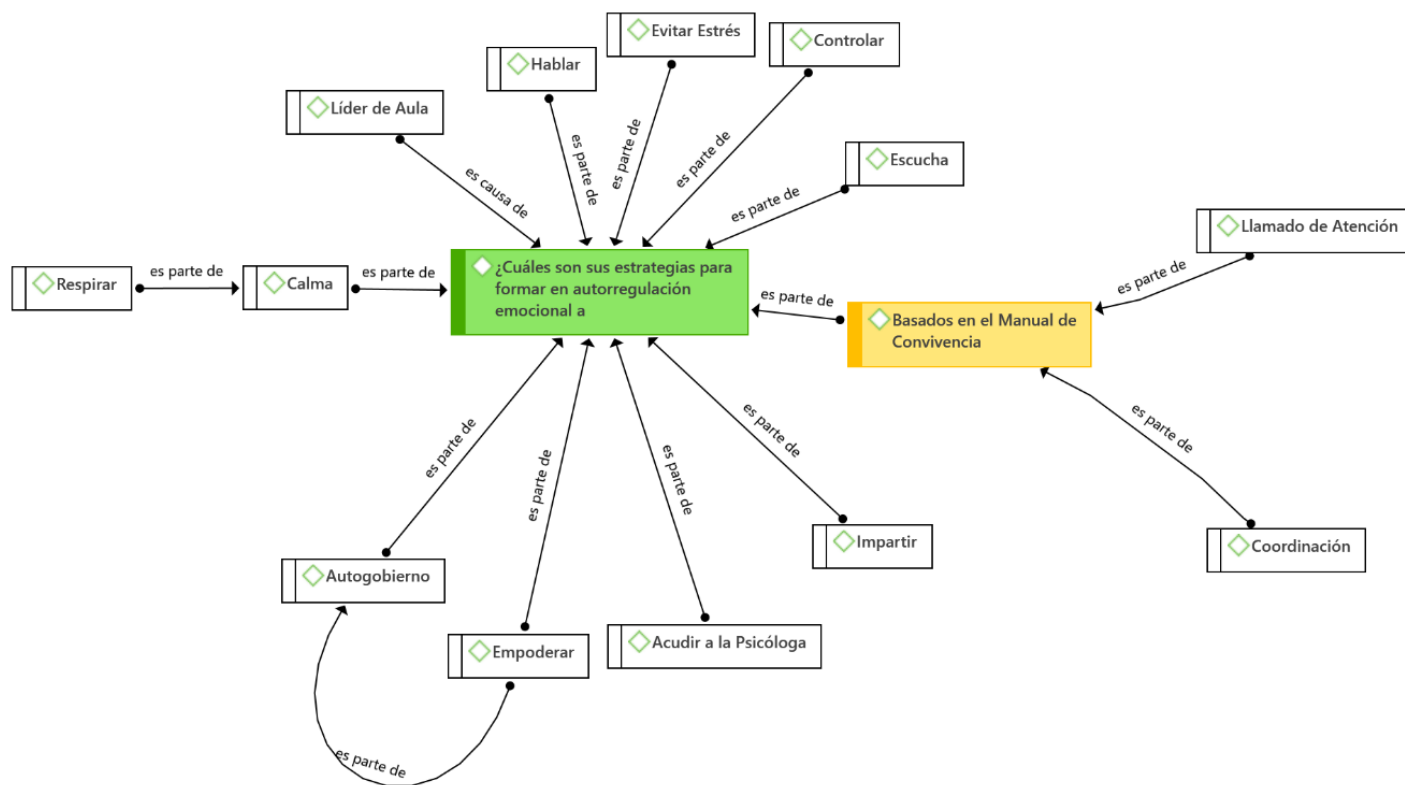 Evitar Estrés
Controlar
Hablar
Líder de Aula
es parte de
es parte de
es parte de
Escucha
es causa de
es parte de
Llamado de Atención
Respirar
es parte de
Calma
es parte de
¿Cuáles son sus estrategias para
formar en autorregulación
emocional a
es parte de
es parte de
Basados en el Manual de
Convivencia
es parte de
es parte de
es parte de
es parte de
es parte de
Impartir
Coordinación
Autogobierno
Empoderar
Acudir a la Psicóloga
es parte de